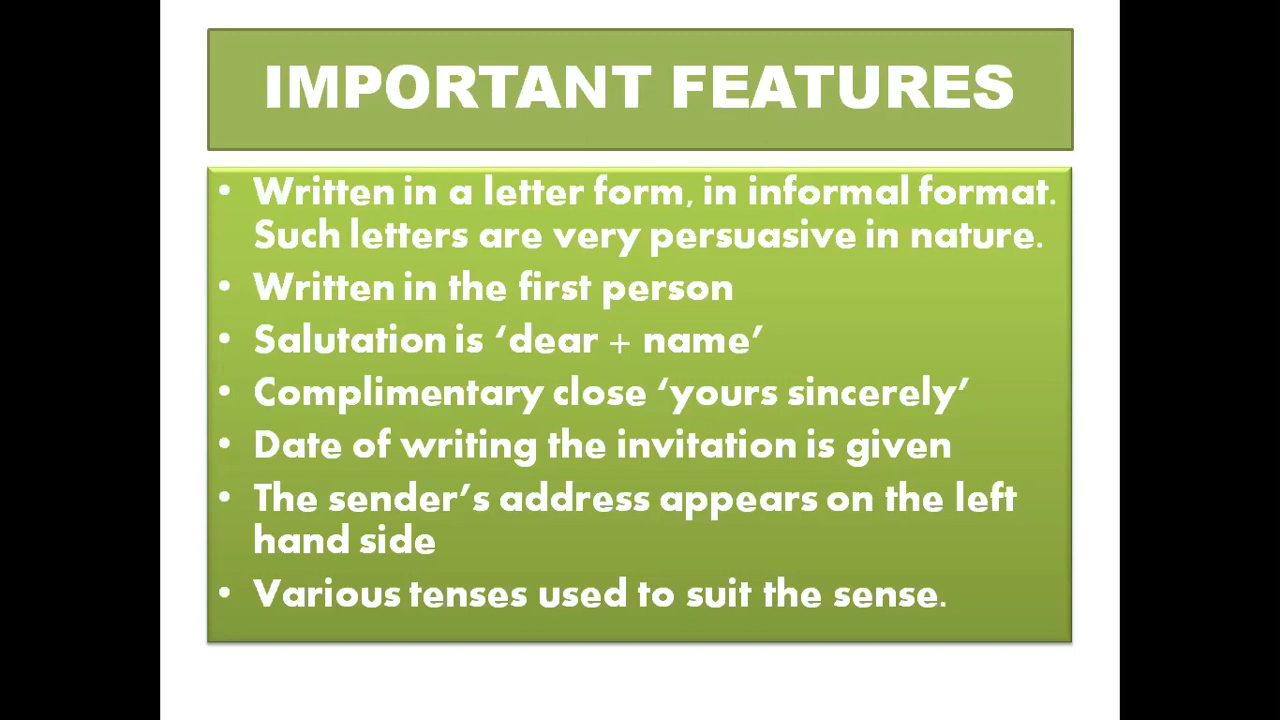 IMPORTANT FEATURES
• Written in a letter form, in informal format.
Such letters are very persuasive in nature.
• Written in the first person
• Salutation is ‘dear + name’
• Complimentary close ‘yours sincerely’
• Date of writing the invitation is given
• The sender’s address appears on the left
hand side
• Various tenses used to suit the sense.